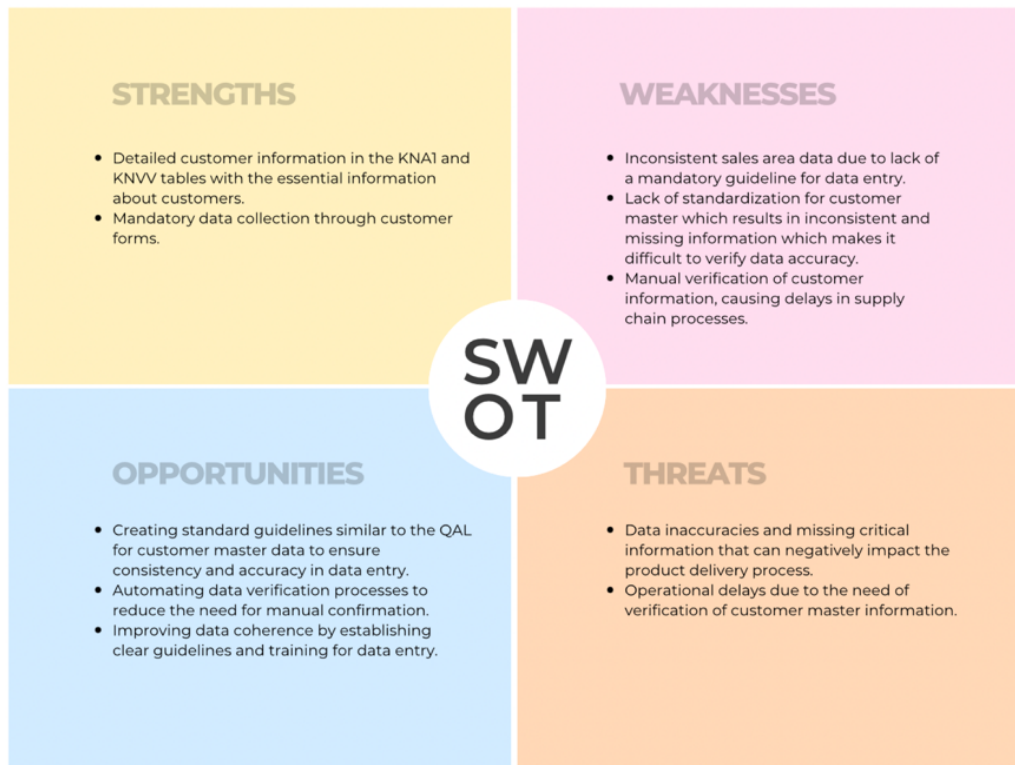 STRENGTHS
• Detailed customer information in the KNA1 and
KNVV tables with the essential information
about customers.
• Mandatory data collection through customer
forms.
WEAKNESSES
• Inconsistent sales area data due to lack of
a mandatory guideline for data entry.
• Lack of standardization for customer
master which results in inconsistent and
missing information which makes it
difficult to verify data accuracy.
• Manual verification of customer
information, causing delays in supply
chain processes.
SW
OT
OPPORTUNITIES
• Creating standard guidelines similar to the QAL
for customer master data to ensure
consistency and accuracy in data entry.
• Automating data verification processes to
reduce the need for manual confirmation.
• Improving data coherence by establishing
clear guidelines and training for data entry.
THREATS
• Data inaccuracies and missing critical
information that can negatively impact the
product delivery process.
• Operational delays due to the need of
verification of customer master information.